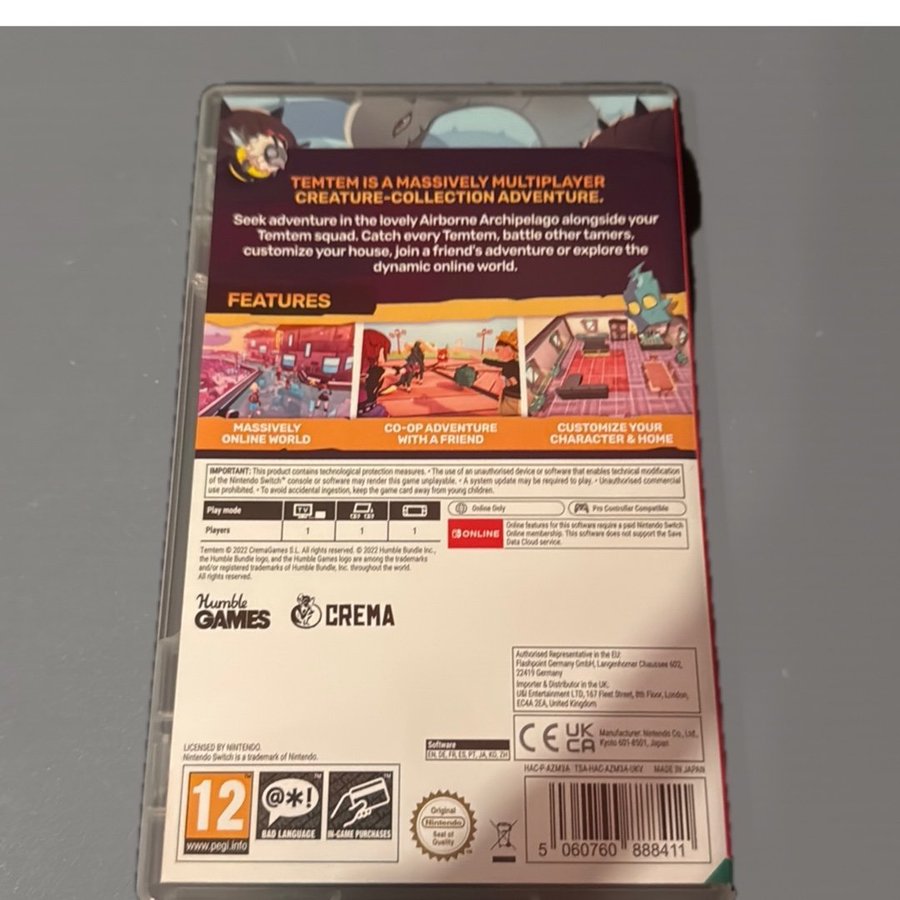 TEMTEM IS A MASSIVELY MULTIPLAYER
CREATURE-COLLECTION ADVENTURE.
Seek adventure in the lovely Airborne Archipelago alongside your
Temtem squad. Catch every Temtem, battle other tamers,
customize your house, join a friend's adventure or explore the
dynamic online world.
FEATURES
MASSIVELY
ONLINE WORLD
CO-OP ADVENTURE
WITH A FRIEND
CUSTOMIZE YOUR
CHARACTER & HOME
IMPORTANT: This product contains technological protection measures. • The use of an unauthorised device or software that enables technical modification
of the Nintendo Switch™ console or software may render this game unplayable. • A system update may be required to play. • Unauthorised commercial
use prohibited. • To avoid accidental ingestion, keep the game card away from young children.
Play mode
TV
Players 1 1 1
Online Only
Pro Controller Compatible
ONLINE
Online features for this software require a paid Nintendo Switch
Online membership. This software does not support the Save
Data Cloud service.
Temtem © 2022 CremaGames S.L. All rights reserved. © 2022 Humble Bundle Inc.,
the Humble Bundle logo, and the Humble Games logo are among the trademarks
and/or registered trademarks of Humble Bundle, Inc. throughout the world.
All rights reserved.
Humble
GAMES
CREMA
Authorised Representative in the EU:
Flashpoint Germany GmbH, Langenhorner Chaussee 602,
22419 Germany
Importer & Distributor in the UK:
U&I Entertainment LTD, 167 Fleet Street, 8th Floor, London,
EC4A 2EA, United Kingdom
CE UK
CA
Manufacturer: Nintendo Co., Ltd.,
Kyoto 601-8501, Japan
LICENSED BY NINTENDO.
Nintendo Switch is a trademark of Nintendo.
Software
EN, DE, FR, ES, PT, JA, KO, ZH
HAC-P-AZM3A TSA-HAC-AZM3A-UKV MADE IN JAPAN
12
www.pegi.info
@*!
BAD LANGUAGE
IN-GAME PURCHASES
Original
Nintendo
Seal of
Quality
5 060760 888411